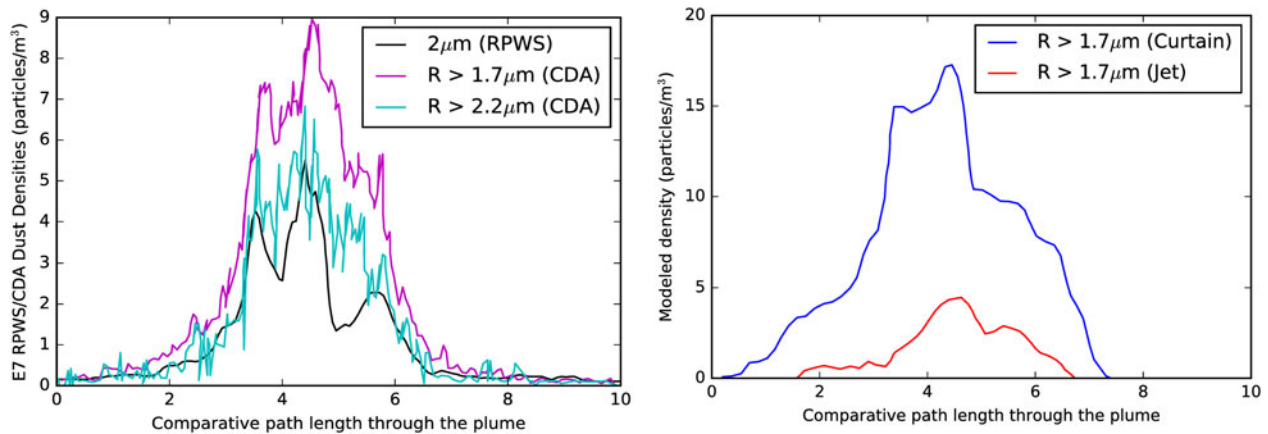 E7 RPWS/CDA Dust Densities (particles/m³)
9
8
7
6
5
4
3
2
1
0
2μm (RPWS)
R > 1.7μm (CDA)
R > 2.2μm (CDA)
0 2 4 6 8 10
Comparative path length through the plume
Modeled density (particles/m³)
20
15
10
5
0
R > 1.7μm (Curtain)
R > 1.7μm (Jet)
0 2 4 6 8 10
Comparative path length through the plume